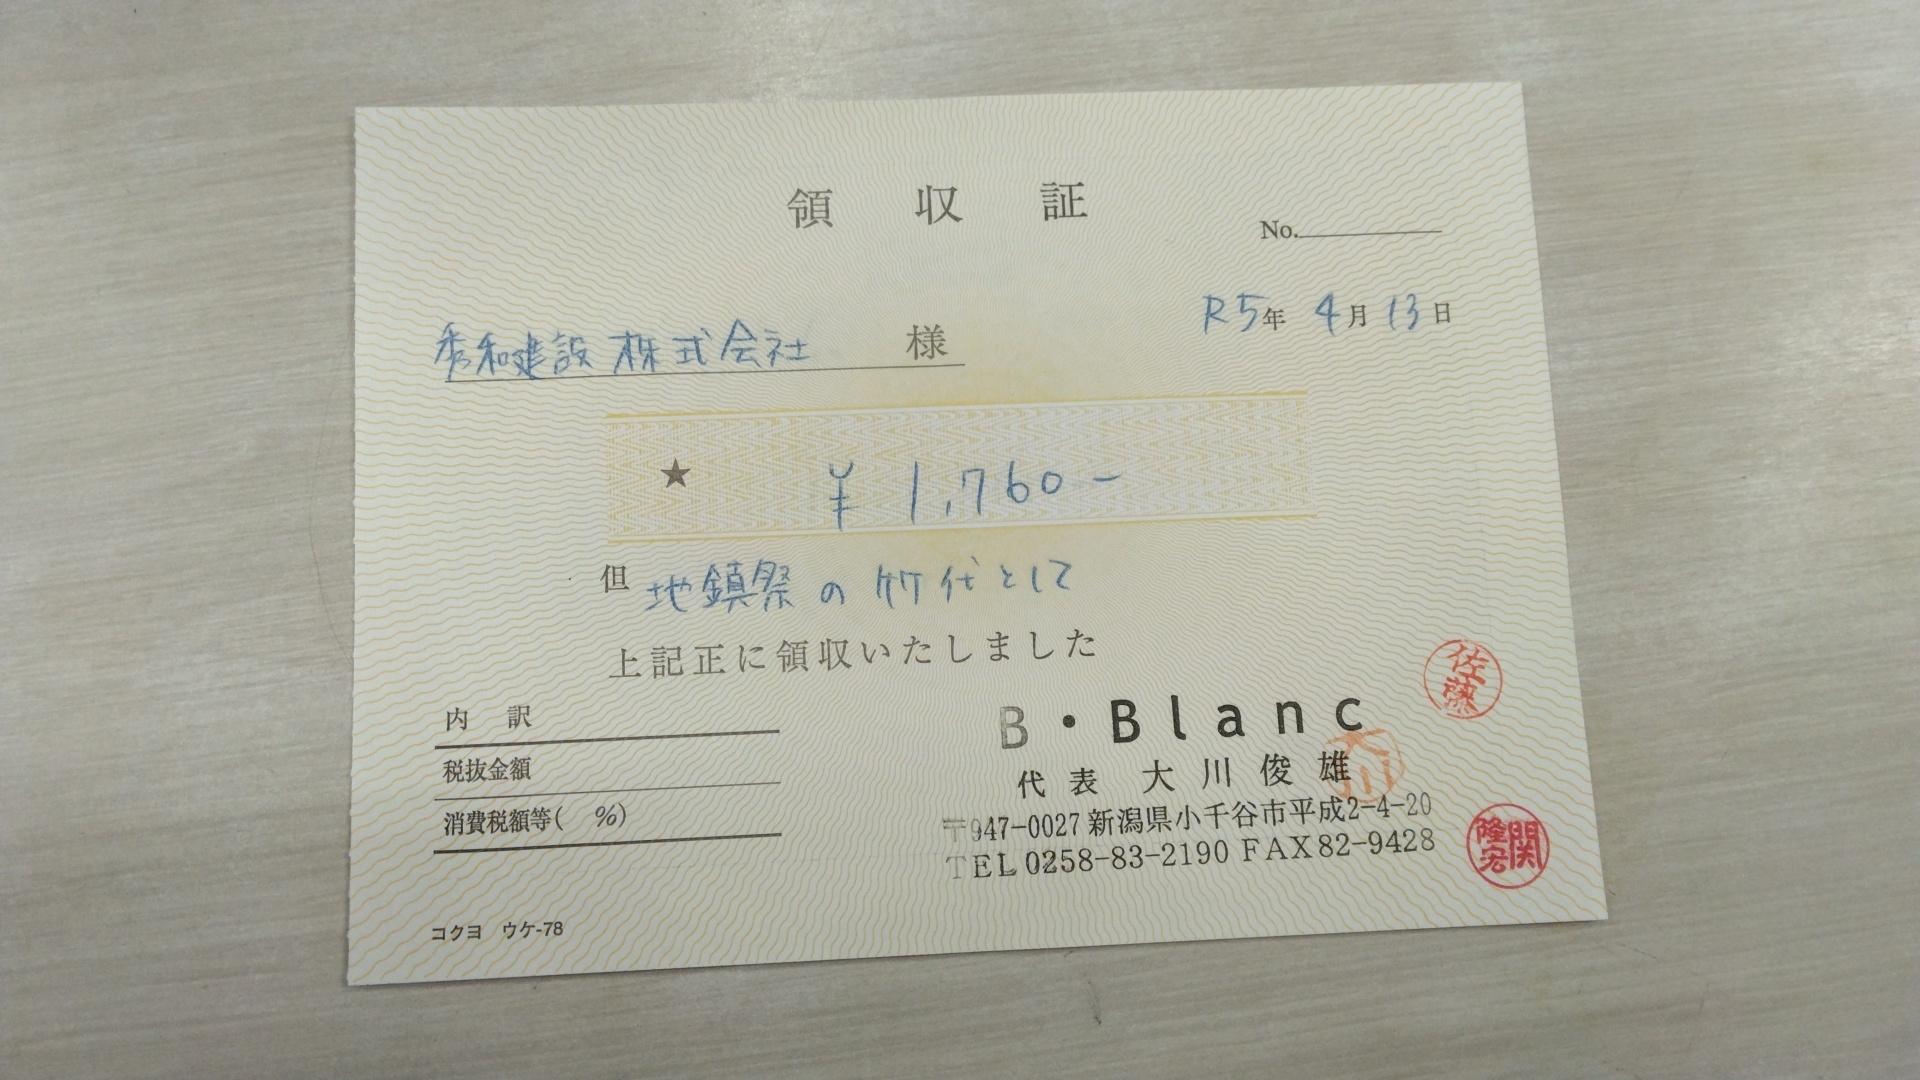 領収証
No.
R5年 4月 13日
秀和建設株式会社 様
★ ¥1,760-
但 地鎮祭の竹代として
上記正に領収いたしました
佐藤
内訳
税抜金額
消費税額等( %)
B・Blanc
代表 大川俊雄
大川
〒947-0027 新潟県小千谷市平成2-4-20
TEL 0258-83-2190 FAX 82-9428
関隆宏
コクヨ ウケ-78